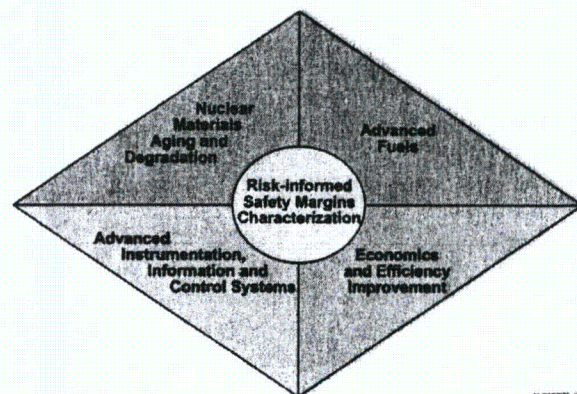 Nuclear
Materials
Aging and
Degradation
Advanced
Fuels
Risk-informed
Safety Margins
Characterization
Advanced
Instrumentation,
Information and
Control Systems
Economics
and Efficiency
Improvement